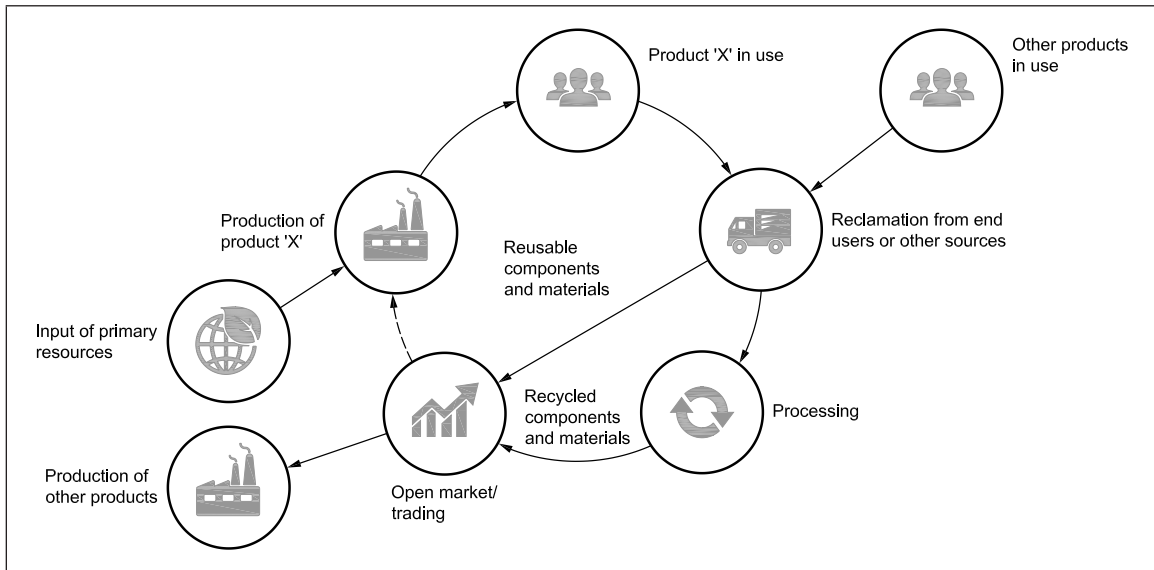 Product 'X' in use
Other products
in use
Production of
product 'X'
Reclamation from end
users or other sources
Reusable
components
and materials
Input of primary
resources
Recycled
components
and materials
Processing
Production of
other products
Open market/
trading